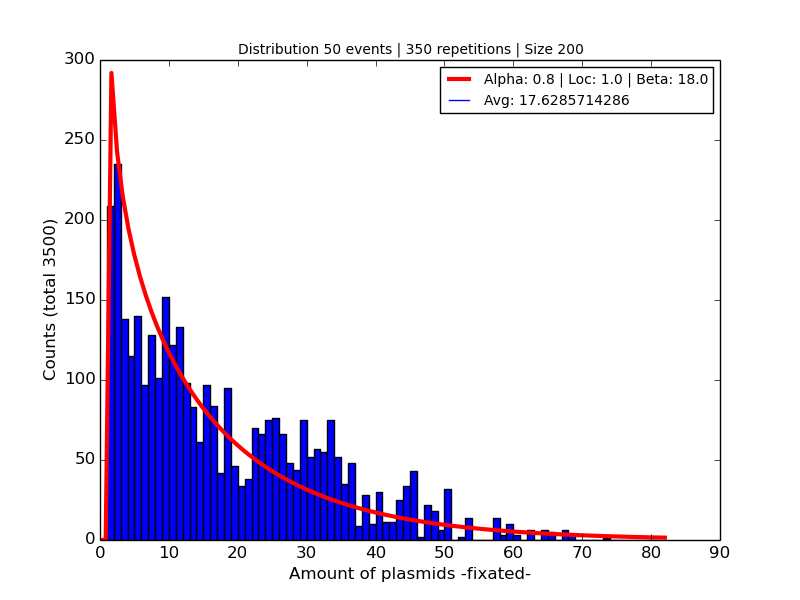 Distribution 50 events | 350 repetitions | Size 200
Alpha: 0.8 | Loc: 1.0 | Beta: 18.0
Avg: 17.6285714286
Counts (total 3500)
300
250
200
150
100
50
0
0 10 20 30 40 50 60 70 80 90
Amount of plasmids -fixated-